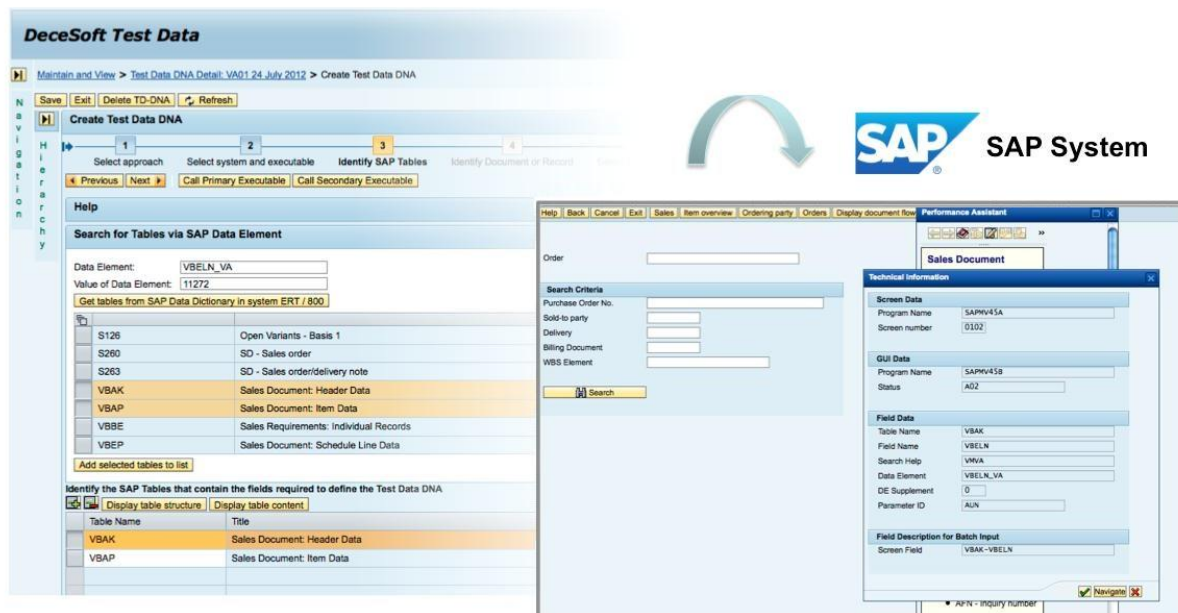 DeceSoft Test Data
Maintain and View > Test Data DNA Detail: VA01 24 July 2012 > Create Test Data DNA
Navigation
Hierarchy
Save Exit Delete TD-DNA Refresh
Create Test Data DNA
1 2 3 4
Select approach Select system and executable Identify SAP Tables Identify Document or Record
Previous Next Call Primary Executable Call Secondary Executable
Help
Search for Tables via SAP Data Element
Data Element: VBELN_VA
Value of Data Element: 11272
Get tables from SAP Data Dictionary in system ERT / 800
S126 Open Variants - Basis 1
S260 SD - Sales order
S263 SD - Sales order/delivery note
VBAK Sales Document: Header Data
VBAP Sales Document: Item Data
VBBE Sales Requirements: Individual Records
VBEP Sales Document: Schedule Line Data
Add selected tables to list
Identify the SAP Tables that contain the fields required to define the Test Data DNA
Display table structure Display table content
Table Name Title
VBAK Sales Document: Header Data
VBAP Sales Document: Item Data
SAP ® SAP System
Help Back Cancel Exit Sales Item overview Ordering party Orders Display document flow
Order
Search Criteria
Purchase Order No.
Sold-to party
Delivery
Billing Document
WBS Element
Search
Performance Assistant
»
Sales Document
Technical Information
Screen Data
Program Name SAPMV45A
Screen number 0102
GUI Data
Program Name SAPMV45B
Status A02
Field Data
Table Name VBAK
Field Name VBELN
Search Help VMVA
Data Element VBELN_VA
DE Supplement 0
Parameter ID AUN
Field Description for Batch Input
Screen Field VBAK-VBELN
Navigate
• AFN - Inquiry number